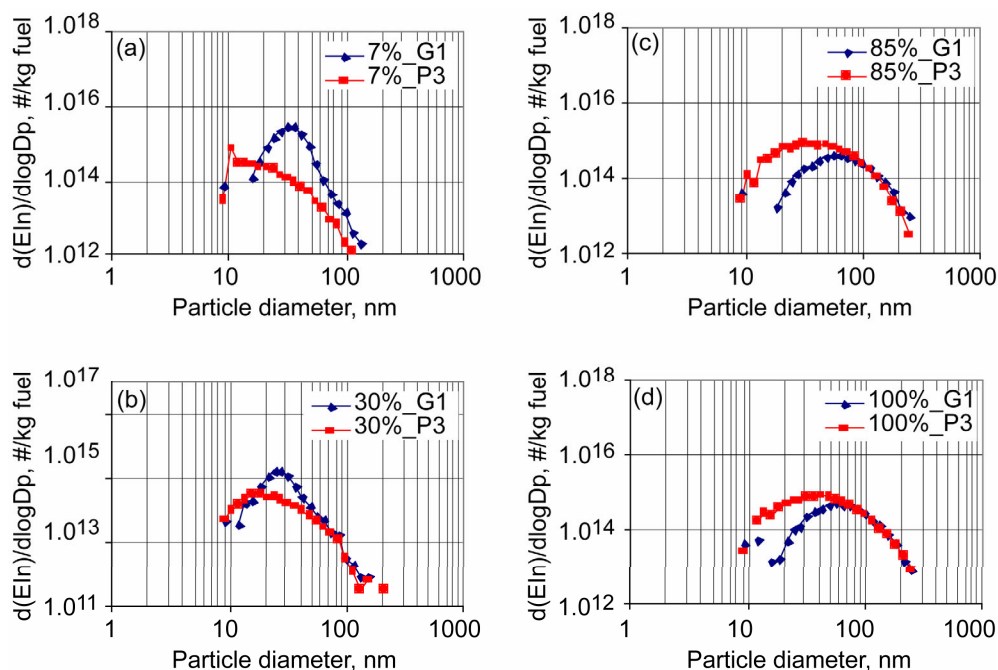 (a)
7%_G1
7%_P3
d(EIn)/dlogDp, #/kg fuel
1.018
1.016
1.014
1.012
1 10 100 1000
Particle diameter, nm
(c)
85%_G1
85%_P3
d(EIn)/dlogDp, #/kg fuel
1.018
1.016
1.014
1.012
1 10 100 1000
Particle diameter, nm
(b)
30%_G1
30%_P3
d(EIn)/dlogDp, #/kg fuel
1.017
1.015
1.013
1.011
1 10 100 1000
Particle diameter, nm
(d)
100%_G1
100%_P3
d(EIn)/dlogDp, #/kg fuel
1.018
1.016
1.014
1.012
1 10 100 1000
Particle diameter, nm